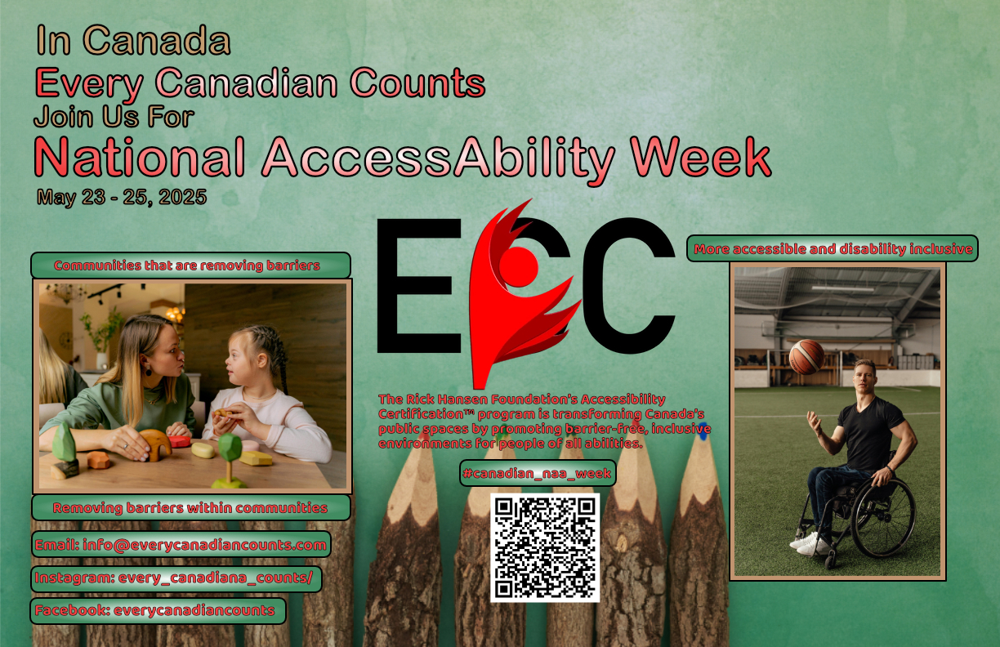 In Canada
Every Canadian Counts
Join Us For
National AccessAbility Week
May 23 - 25, 2025
ECC
More accessible and disability inclusive
Communities that are removing barriers
The Rick Hansen Foundation's Accessibility
Certification™ program is transforming Canada's
public spaces by promoting barrier-free, inclusive
environments for people of all abilities.
#canadian_naa_week
Removing barriers within communities
Email: info@everycanadiancounts.com
Instagram: every_canadiana_counts/
Facebook: everycanadiancounts